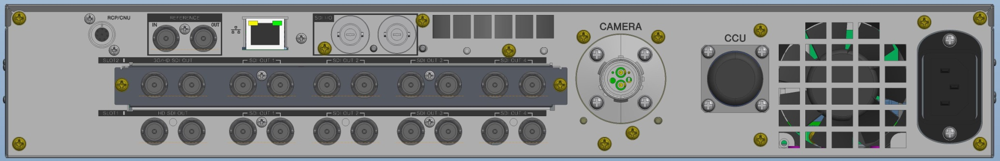 RCP/CNU
REFERENCE
IN
OUT
SDI I/O
CAMERA
CCU
SLOT2
3G/HD SDI OUT
SDI OUT 1
SDI OUT 2
SDI OUT 3
SDI OUT 4
SLOT1
HD SDI OUT
SDI OUT 1
SDI OUT 2
SDI OUT 3
SDI OUT 4